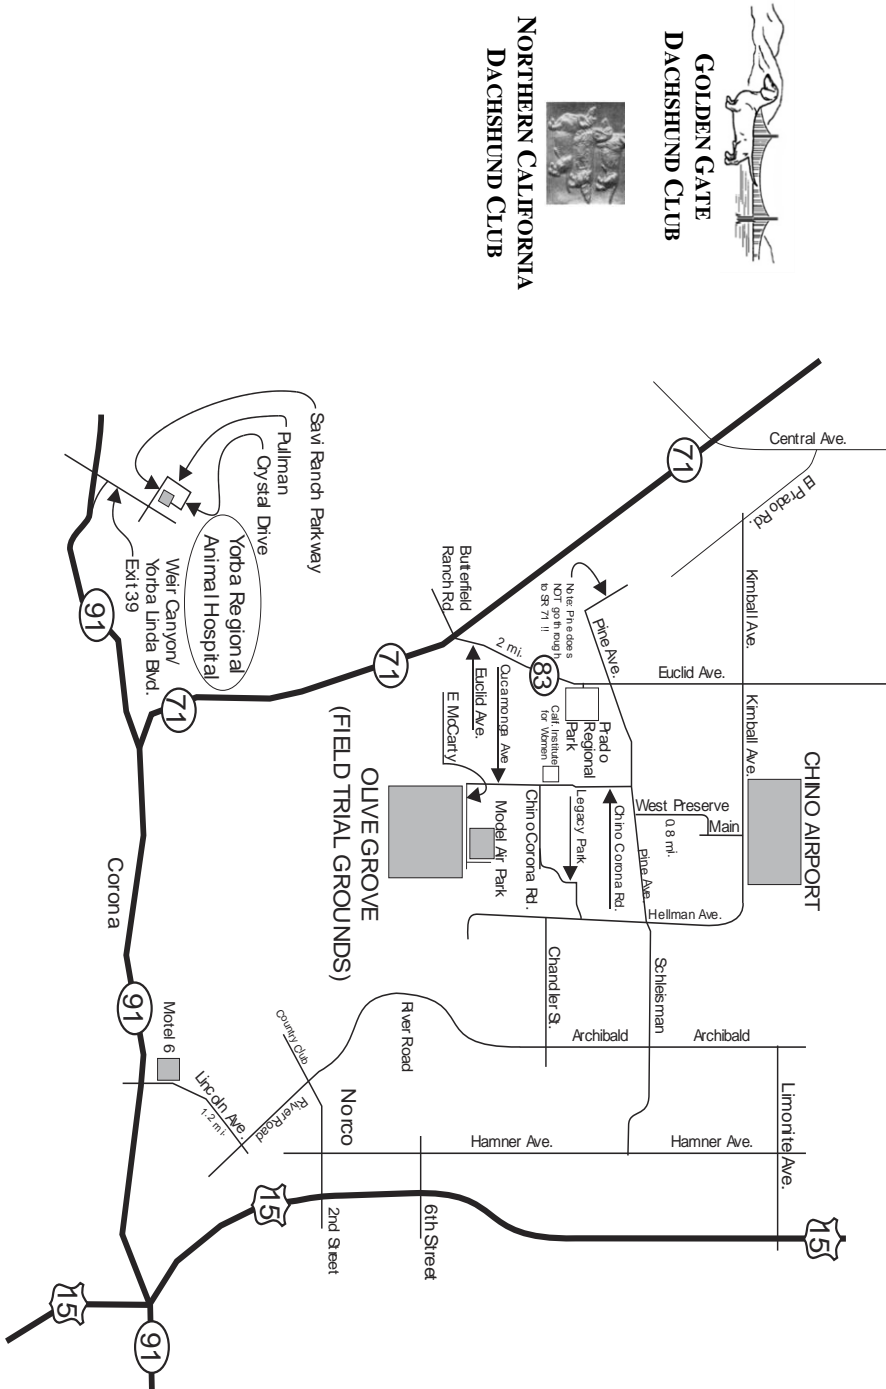 GOLDEN GATE
DACHSHUND CLUB
NORTHERN CALIFORNIA
DACHSHUND CLUB
CHINO AIRPORT
Central Ave.
El Prado Rd.
Kimball Ave.
Kimball Ave.
Euclid Ave.
71
Pine Ave.
Note: Pine does
NOT go through
to SR 71 !!
Butterfield
Ranch Rd.
2 mi.
83
Euclid Ave.
Cucamonga Ave
E McCarty
Prado
Regional
Park
Calif. Institute
for Women
West Preserve
0.8 mi.
Main
Pine Ave.
Chino Corona Rd.
Legacy Park
Chino Corona Rd.
Model Air Park
Hellman Ave.
OLIVE GROVE
(FIELD TRIAL GROUNDS)
71
71
Savi Ranch Parkway
Pullman
Crystal Drive
Yorba Regional
Animal Hospital
Weir Canyon/
Yorba Linda Blvd.
Exit 39
91
Corona
91
Motel 6
Lincoln Ave.
1.2 mi.
River Road
Country Club
River Road
Norco
Chandler St.
Schleisman
Archibald
Archibald
Limonite Ave.
Hamner Ave.
Hamner Ave.
2nd Street
6th Street
15
15
15
91